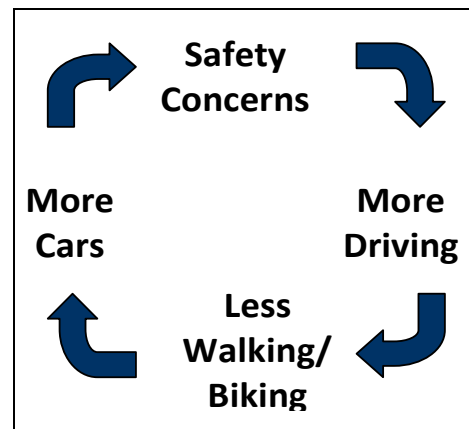 Safety
Concerns
More
Driving
Less
Walking/
Biking
More
Cars